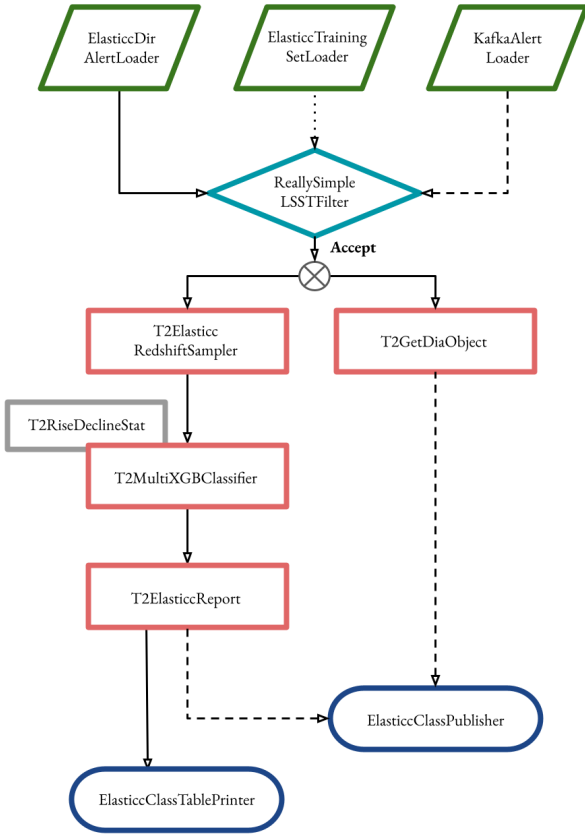 ElasticcDir
AlertLoader
ElasticcTraining
SetLoader
KafkaAlert
Loader
ReallySimple
LSSTFilter
Accept
T2Elasticc
RedshiftSampler
T2GetDiaObject
T2RiseDeclineStat
T2MultiXGBClassifier
T2ElasticcReport
ElasticcClassPublisher
ElasticcClassTablePrinter